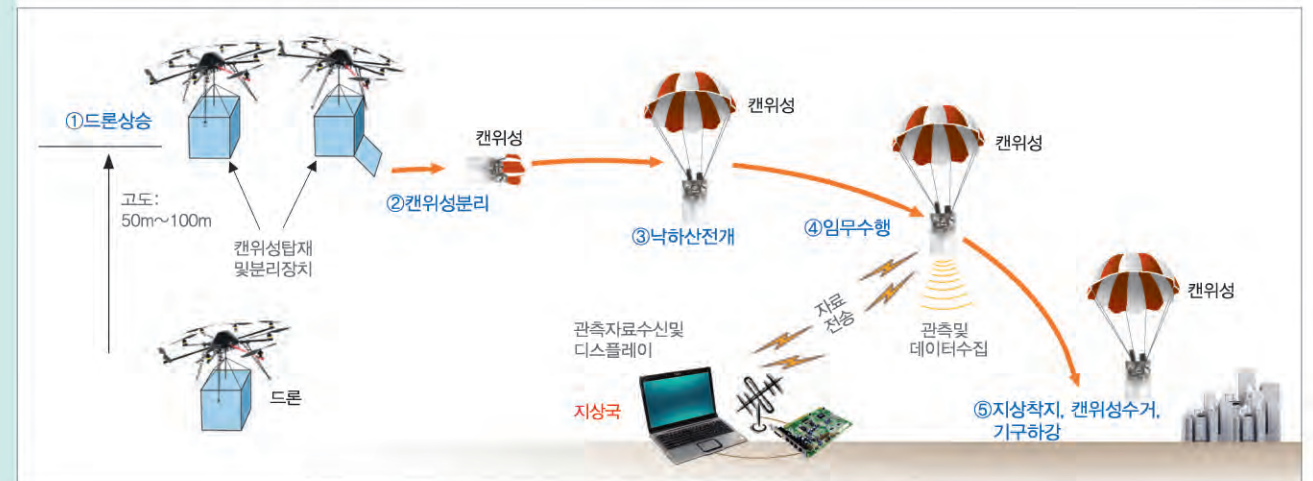 ①드론상승
고도:
50m~100m
캔위성탑재
및분리장치
드론
②캔위성분리
캔위성
③낙하산전개
캔위성
④임무수행
캔위성
자료
전송
관측및
데이터수집
관측자료수신및
디스플레이
지상국
캔위성
⑤지상착지, 캔위성수거,
기구하강